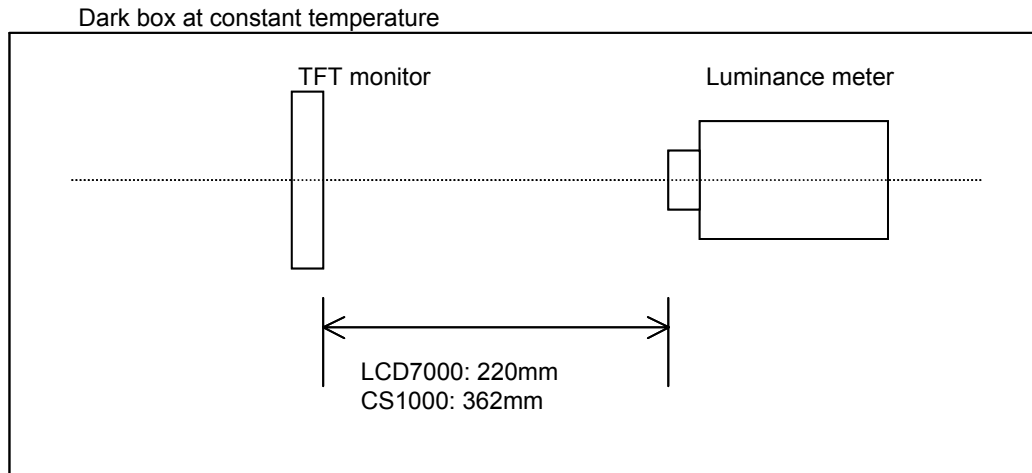 Dark box at constant temperature
TFT monitor
Luminance meter
LCD7000: 220mm
CS1000: 362mm